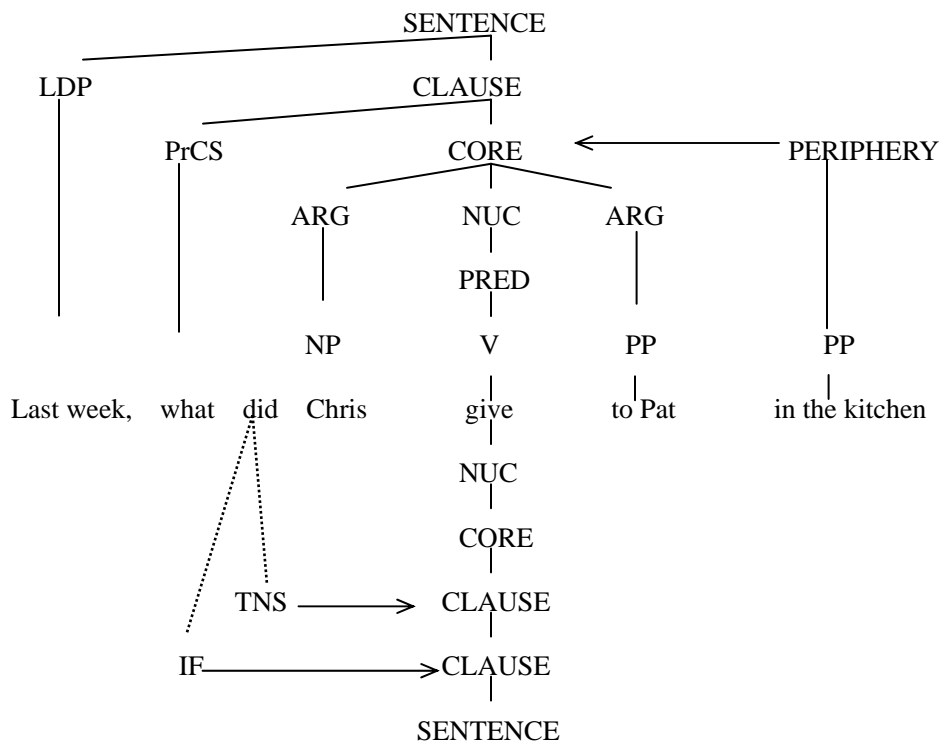 SENTENCE
LDP CLAUSE
PrCS CORE PERIPHERY
ARG NUC ARG
PRED
NP V PP PP
Last week, what did Chris give to Pat in the kitchen
NUC
CORE
TNS CLAUSE
IF CLAUSE
SENTENCE